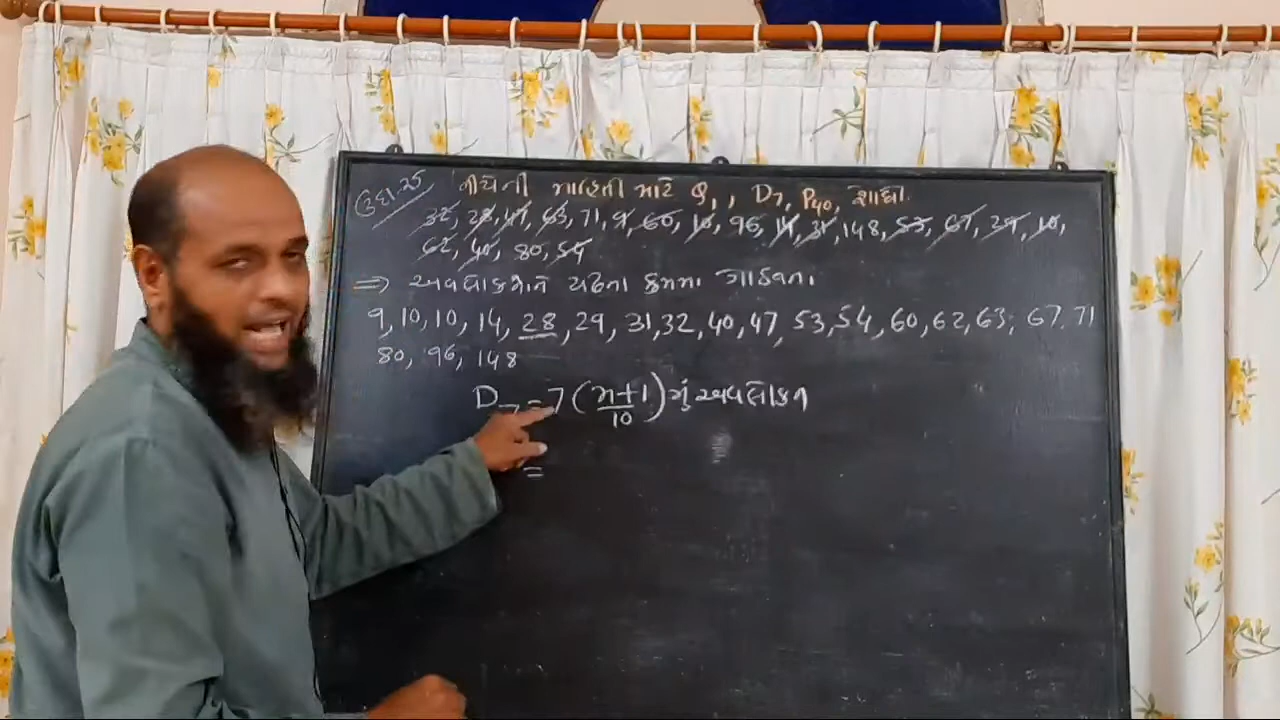 ઉદા.25 નીચેની માહિતી માટે Q₁, D₇, P₄₀, શોધો.
32, 28, 47, 63, 71, 9, 60, 10, 96, 14, 31, 148, 53, 67, 29, 10,
62, 40, 80, 54
⇒ અવલોકનોને ચઢતા ક્રમમાં ગોઠવતા
9, 10, 10, 14, 28, 29, 31, 32, 40, 47, 53, 54, 60, 62, 63, 67, 71
80, 96, 148
D₇ = 7 (n+1/10) મું અવલોકન
=